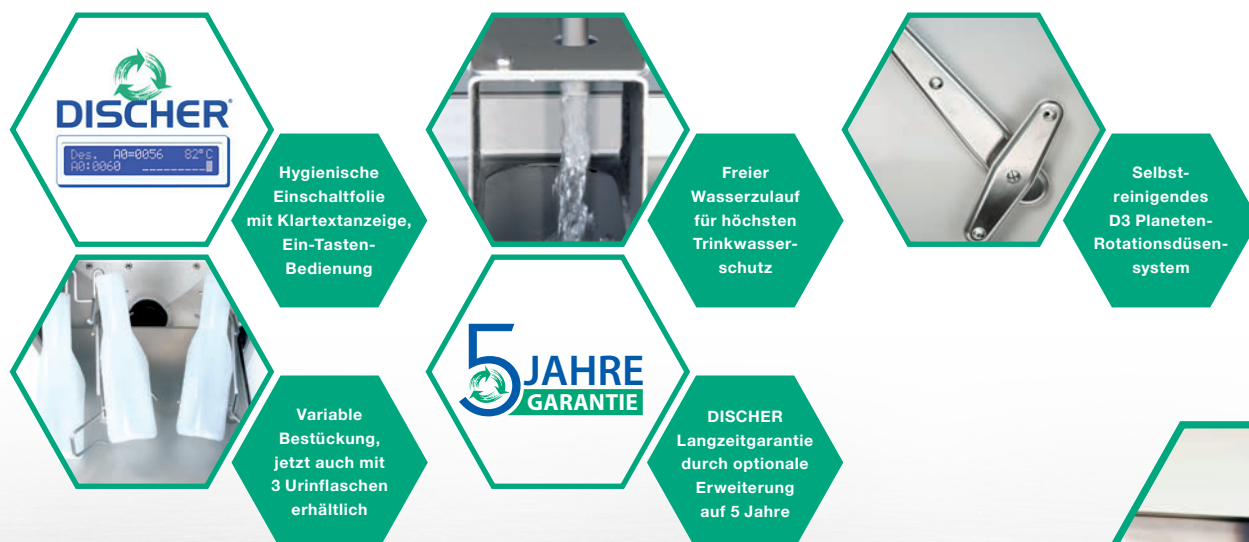 DISCHER®
Des. A0=0056 82°C
A0:0060
Hygienische
Einschaltfolie
mit Klartextanzeige,
Ein-Tasten-
Bedienung
Freier
Wasserzulauf
für höchsten
Trinkwasser-
schutz
Selbst-
reinigendes
D3 Planeten-
Rotationsdüsen-
system
Variable
Bestückung,
jetzt auch mit
3 Urinflaschen
erhältlich
5 JAHRE
GARANTIE
DISCHER
Langzeitgarantie
durch optionale
Erweiterung
auf 5 Jahre